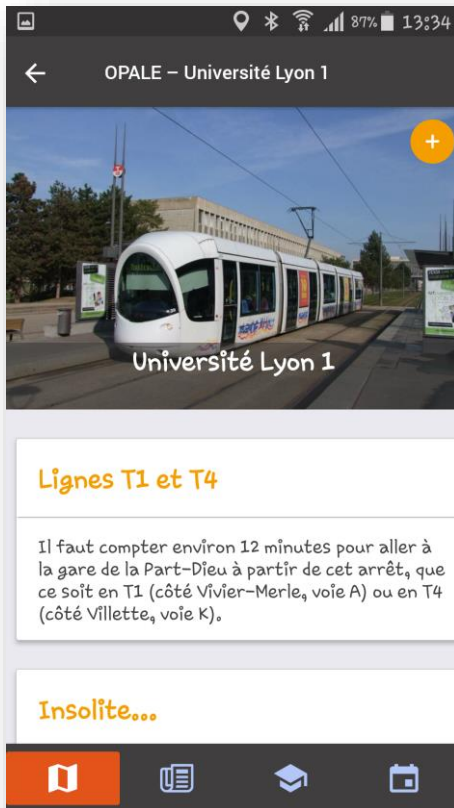 87% 13:34
OPALE – Université Lyon 1
Université Lyon 1
Lignes T1 et T4
Il faut compter environ 12 minutes pour aller à
la gare de la Part-Dieu à partir de cet arrêt, que
ce soit en T1 (côté Vivier-Merle, voie A) ou en T4
(côté Villette, voie K).
Insolite...